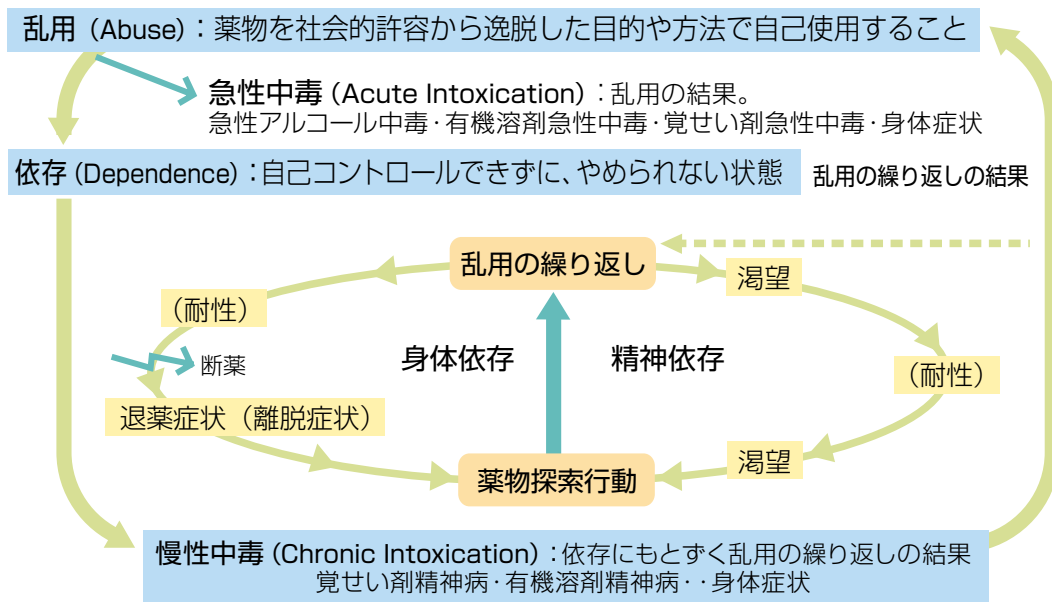 乱用（Abuse）：薬物を社会的許容から逸脱した目的や方法で自己使用すること
急性中毒（Acute Intoxication）：乱用の結果。
急性アルコール中毒・有機溶剤急性中毒・覚せい剤急性中毒・身体症状
依存（Dependence）：自己コントロールできずに、やめられない状態
乱用の繰り返しの結果
乱用の繰り返し
渇望
（耐性）
断薬
身体依存
精神依存
（耐性）
退薬症状（離脱症状）
渇望
薬物探索行動
慢性中毒（Chronic Intoxication）：依存にもとずく乱用の繰り返しの結果
覚せい剤精神病・有機溶剤精神病・・身体症状